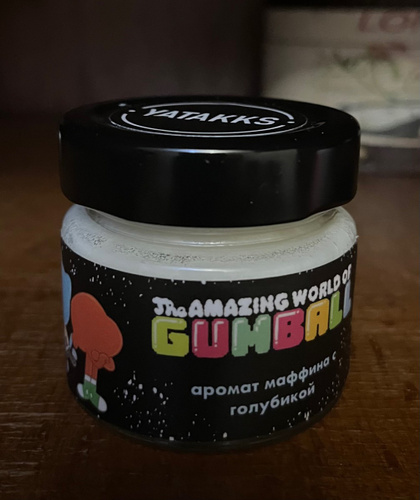 YATAKKS
The AMAZING WORLD OF
GUMBALL
аромат маффина с
голубикой